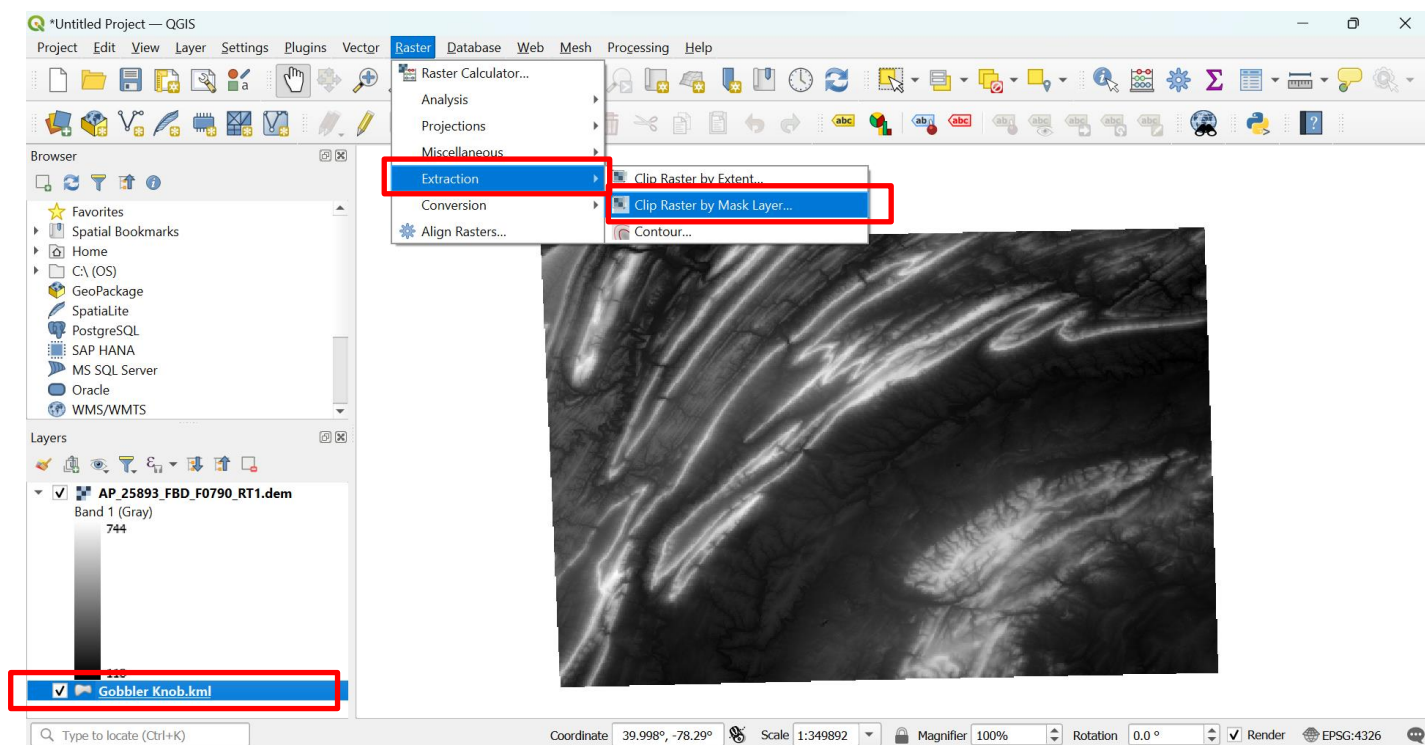 *Untitled Project — QGIS
Project Edit View Layer Settings Plugins Vector Raster Database Web Mesh Processing Help
Raster Calculator...
Analysis
Projections
Miscellaneous
Extraction
Conversion
Align Rasters...
Clip Raster by Extent...
Clip Raster by Mask Layer...
Contour...
Browser
Favorites
Spatial Bookmarks
Home
C:\ (OS)
GeoPackage
SpatiaLite
PostgreSQL
SAP HANA
MS SQL Server
Oracle
WMS/WMTS
Layers
AP_25893_FBD_F0790_RT1.dem
Band 1 (Gray)
744
Gobbler Knob.kml
Type to locate (Ctrl+K) Coordinate 39.998°, -78.29° Scale 1:349892 Magnifier 100% Rotation 0.0 ° Render EPSG:4326